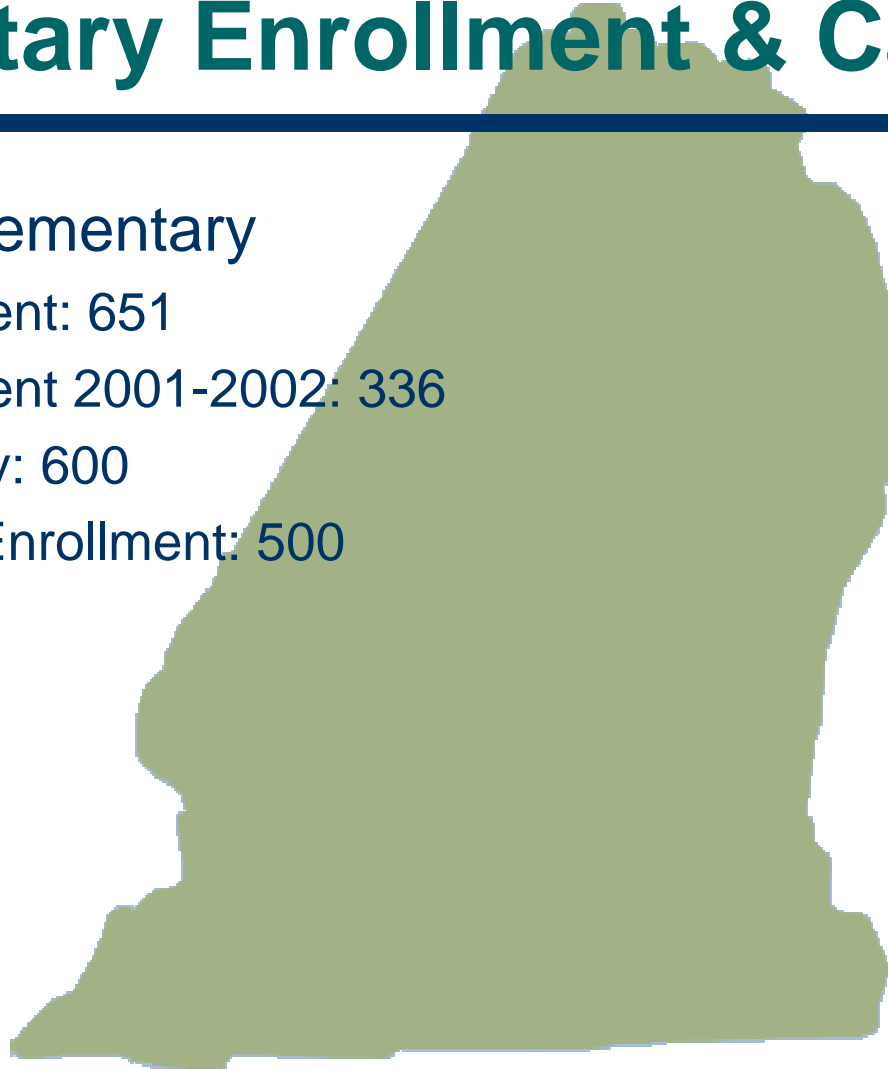 tary Enrollment & C
ementary
ent: 651
ent 2001-2002: 336
y: 600
Enrollment: 500